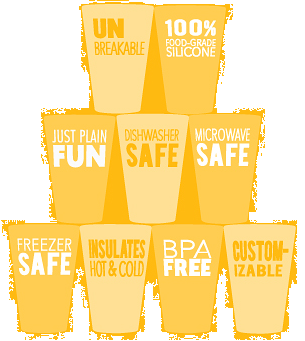 UN
BREAKABLE
100%
FOOD-GRADE
SILICONE
JUST PLAIN
FUN
DISHWASHER
SAFE
MICROWAVE
SAFE
FREEZER
SAFE
INSULATES
HOT & COLD
BPA
FREE
CUSTOM-
IZABLE